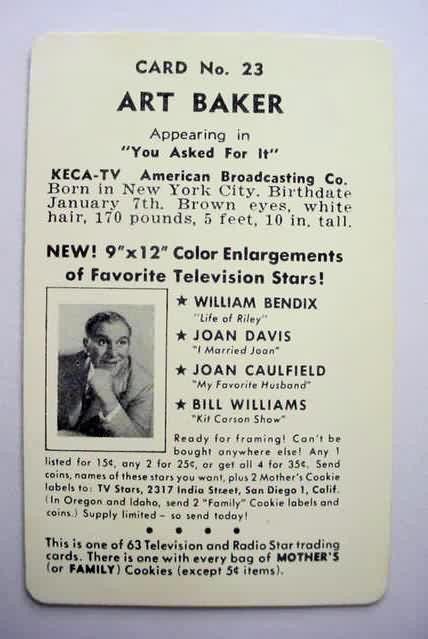 CARD No. 23
ART BAKER
Appearing in
"You Asked For It"
KECA-TV American Broadcasting Co.
Born in New York City. Birthdate
January 7th. Brown eyes, white
hair, 170 pounds, 5 feet, 10 in. tall.
NEW! 9"x12" Color Enlargements
of Favorite Television Stars!
★ WILLIAM BENDIX
"Life of Riley"
★ JOAN DAVIS
"I Married Joan"
★ JOAN CAULFIELD
"My Favorite Husband"
★ BILL WILLIAMS
"Kit Carson Show"
Ready for framing! Can't be
bought anywhere else! Any 1
listed for 15¢, any 2 for 25¢, or get all 4 for 35¢. Send
coins, names of these stars you want, plus 2 Mother's Cookie
labels to: TV Stars, 2317 India Street, San Diego 1, Calif.
(In Oregon and Idaho, send 2 "Family" Cookie labels and
coins.) Supply limited – so send today!
• • • •
This is one of 63 Television and Radio Star trading
cards. There is one with every bag of MOTHER'S
(or FAMILY) Cookies (except 5¢ items).